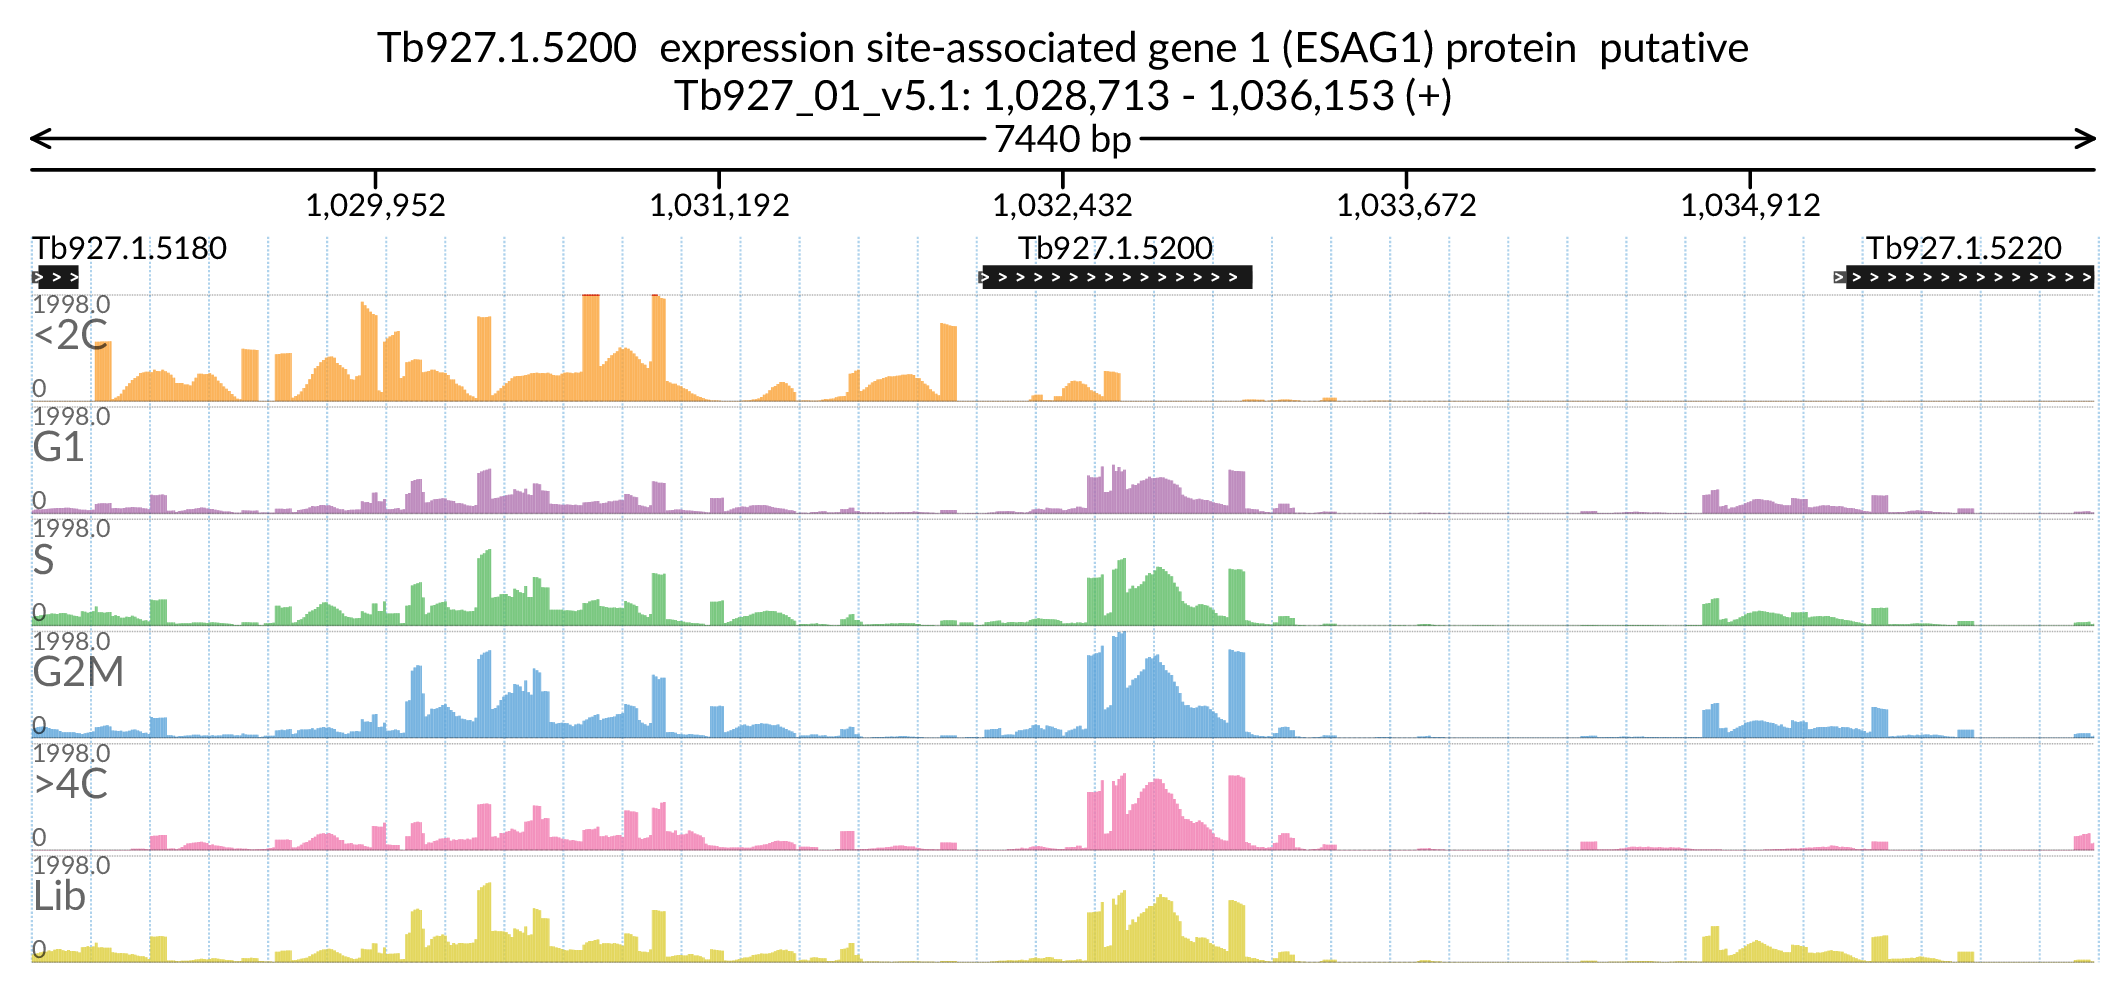 Tb927.1.5200  expression site-associated gene 1 (ESAG1) protein  putative
Tb927_01_v5.1: 1,028,713 - 1,036,153 (+)
7440 bp
1,029,952 1,031,192 1,032,432 1,033,672 1,034,912
Tb927.1.5180 Tb927.1.5200 Tb927.1.5220
1998.0
<2C
0
1998.0
G1
0
1998.0
S
0
1998.0
G2M
0
1998.0
>4C
0
1998.0
Lib
0